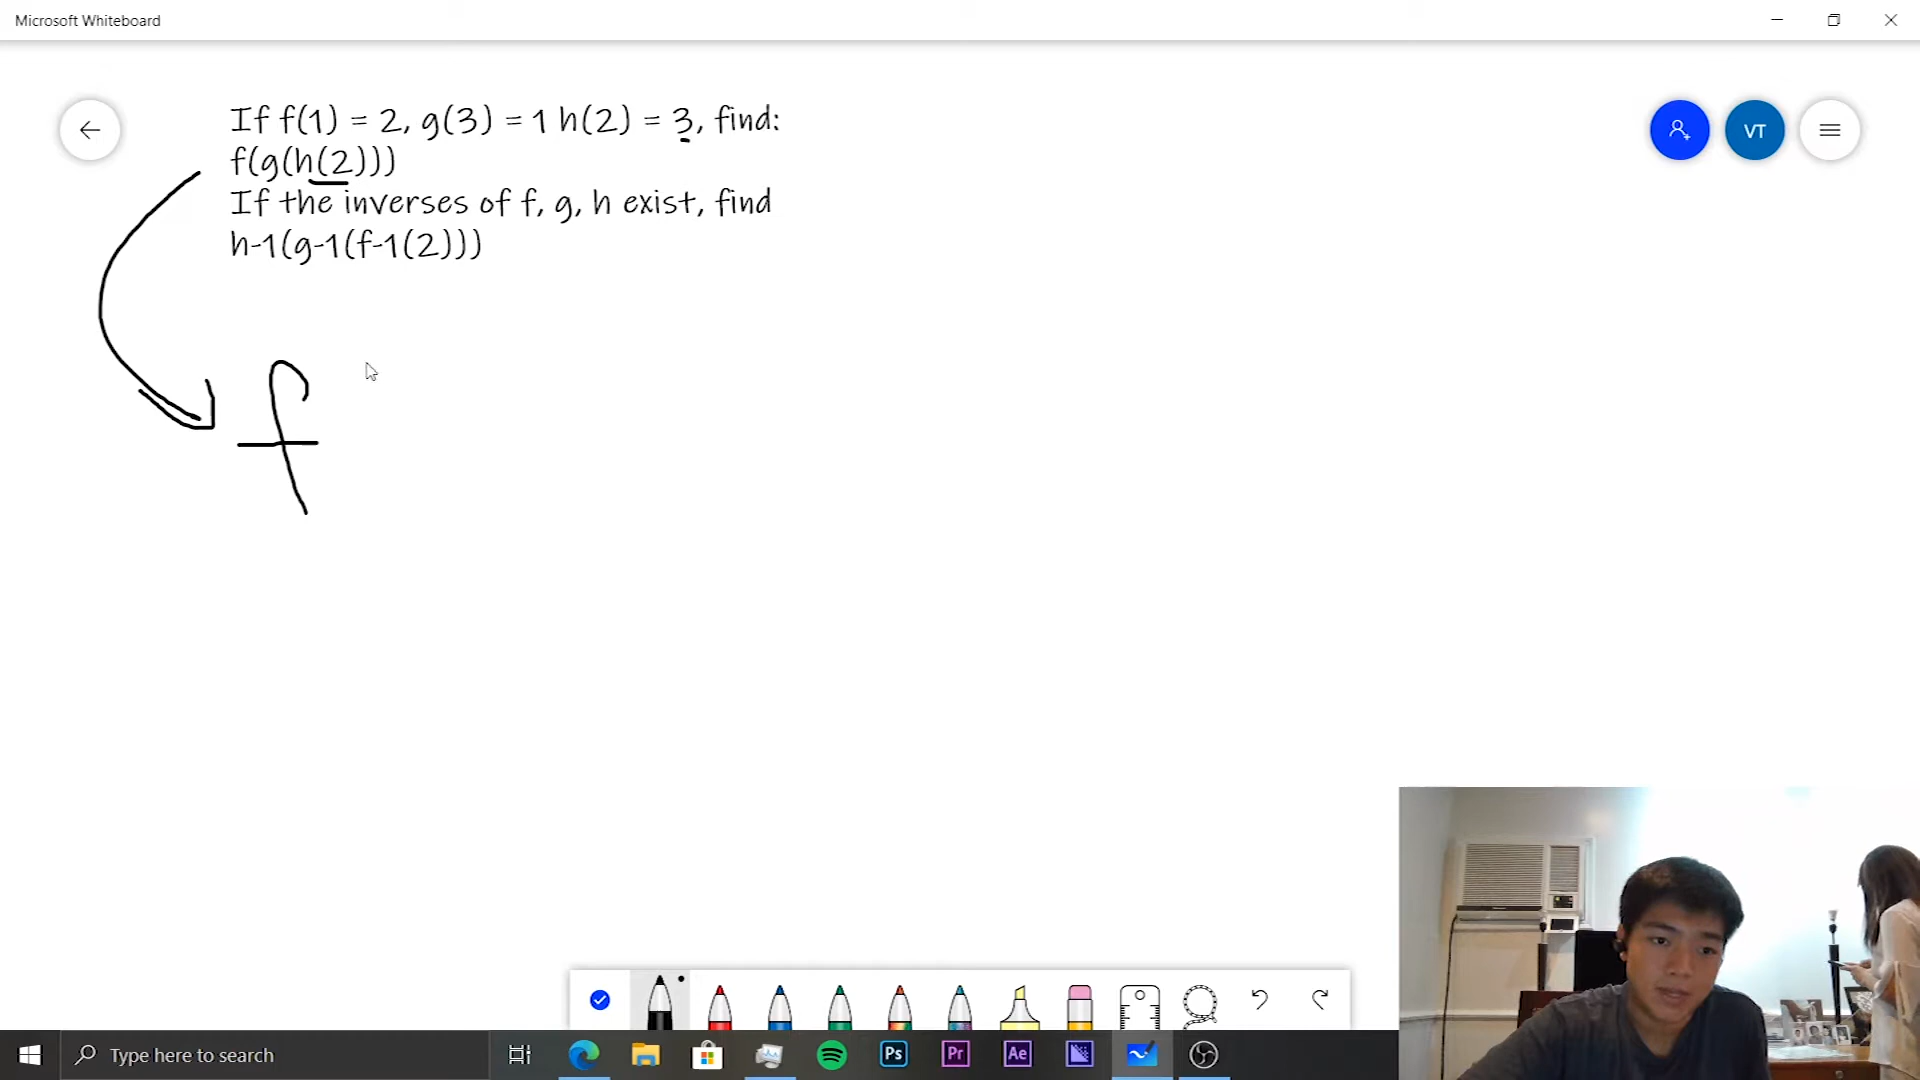 Microsoft Whiteboard
If f(1) = 2, g(3) = 1 h(2) = 3, find:
f(g(h(2)))
If the inverses of f, g, h exist, find
h-1(g-1(f-1(2)))
VT
f
Type here to search
Ps
Pr
Ae